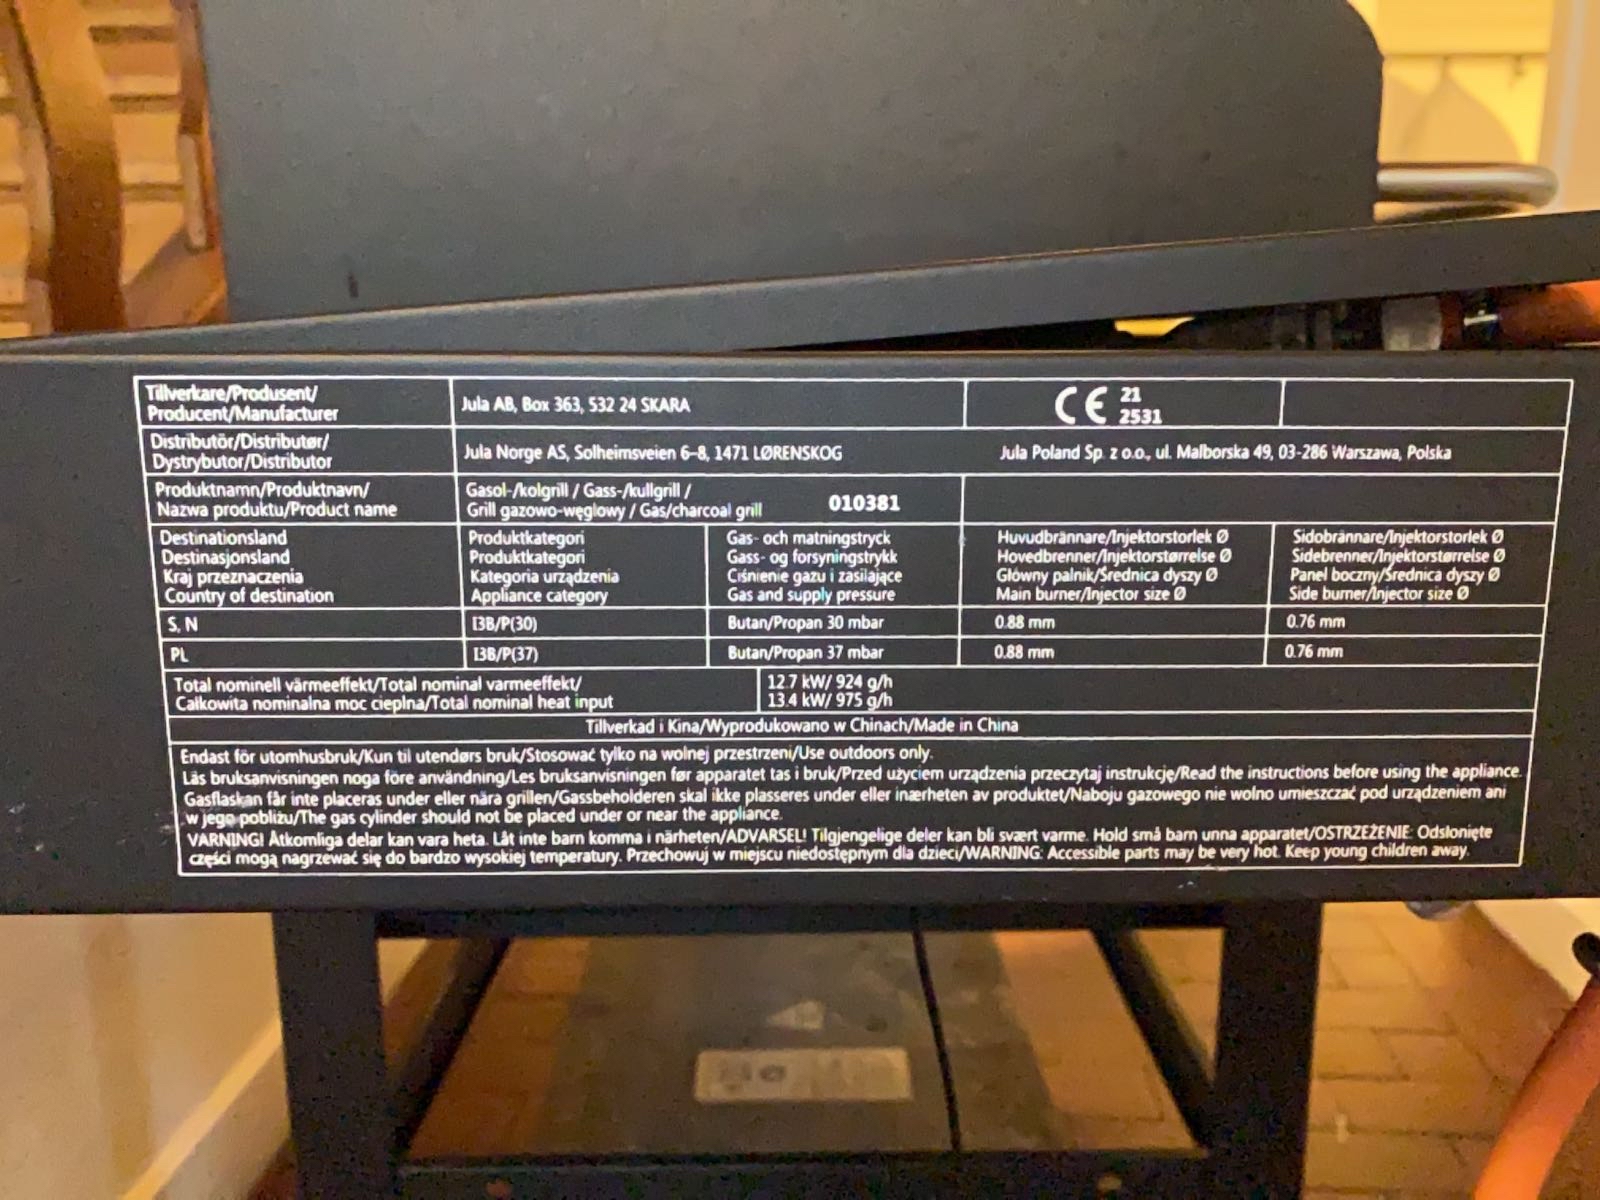 Tillverkare/Produsent/
Producent/Manufacturer
Jula AB, Box 363, 532 24 SKARA
CE 21
2531
Distributör/Distributør/
Dystrybutor/Distributor
Jula Norge AS, Solheimsveien 6–8, 1471 LØRENSKOG
Jula Poland Sp. z o.o., ul. Malborska 49, 03-286 Warszawa, Polska
Produktnamn/Produktnavn/
Nazwa produktu/Product name
Gasol-/kolgrill / Gass-/kullgrill /
Grill gazowo-węglowy / Gas/charcoal grill
010381
Destinationsland
Destinasjonsland
Kraj przeznaczenia
Country of destination
Produktkategori
Produktkategori
Kategoria urządzenia
Appliance category
Gas- och matningstryck
Gass- og forsyningstrykk
Ciśnienie gazu i zasilające
Gas and supply pressure
Huvudbrännare/Injektorstorlek Ø
Hovedbrenner/Injektorstørrelse Ø
Główny palnik/Średnica dyszy Ø
Main burner/Injector size Ø
Sidobrännare/Injektorstorlek Ø
Sidebrenner/Injektorstørrelse Ø
Panel boczny/Średnica dyszy Ø
Side burner/Injector size Ø
S, N
I3B/P(30)
Butan/Propan 30 mbar
0.88 mm
0.76 mm
PL
I3B/P(37)
Butan/Propan 37 mbar
0.88 mm
0.76 mm
Total nominell värmeeffekt/Total nominal varmeeffekt/
Całkowita nominalna moc cieplna/Total nominal heat input
12.7 kW/ 924 g/h
13.4 kW/ 975 g/h
Tillverkad i Kina/Wyprodukowano w Chinach/Made in China
Endast för utomhusbruk/Kun til utendørs bruk/Stosować tylko na wolnej przestrzeni/Use outdoors only.
Läs bruksanvisningen noga före användning/Les bruksanvisningen før apparatet tas i bruk/Przed użyciem urządzenia przeczytaj instrukcję/Read the instructions before using the appliance.
Gasflaskan får inte placeras under eller nära grillen/Gassbeholderen skal ikke plasseres under eller i nærheten av produktet/Naboju gazowego nie wolno umieszczać pod urządzeniem ani
w jego pobliżu/The gas cylinder should not be placed under or near the appliance.
VARNING! Åtkomliga delar kan vara heta. Låt inte barn komma i närheten/ADVARSEL! Tilgjengelige deler kan bli svært varme. Hold små barn unna apparatet/OSTRZEŻENIE: Odsłonięte
części mogą nagrzewać się do bardzo wysokiej temperatury. Przechowuj w miejscu niedostępnym dla dzieci/WARNING: Accessible parts may be very hot. Keep young children away.